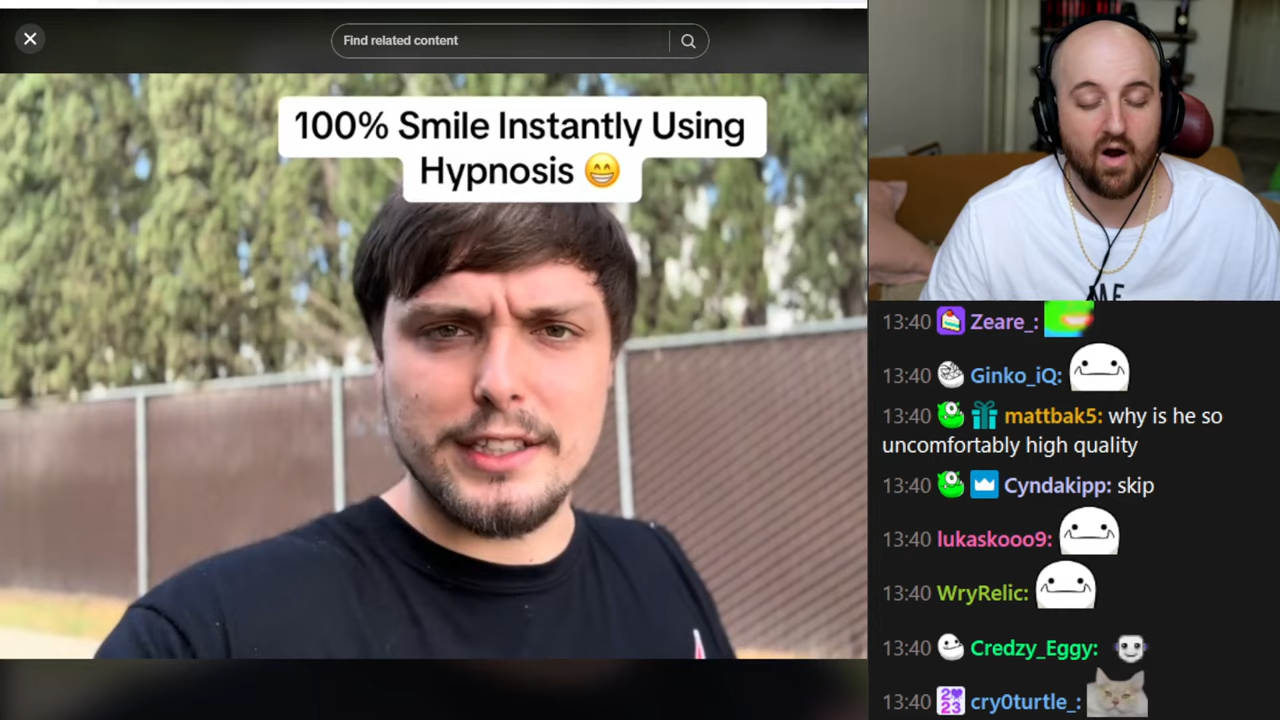 Find related content
100% Smile Instantly Using
Hypnosis 😁
ME
13:40 Zeare_:
13:40 Ginko_iQ:
13:40 mattbak5: why is he so
uncomfortably high quality
13:40 Cyndakipp: skip
13:40 lukaskooo9:
13:40 WryRelic:
13:40 Credzy_Eggy:
13:40 2023 cry0turtle_: